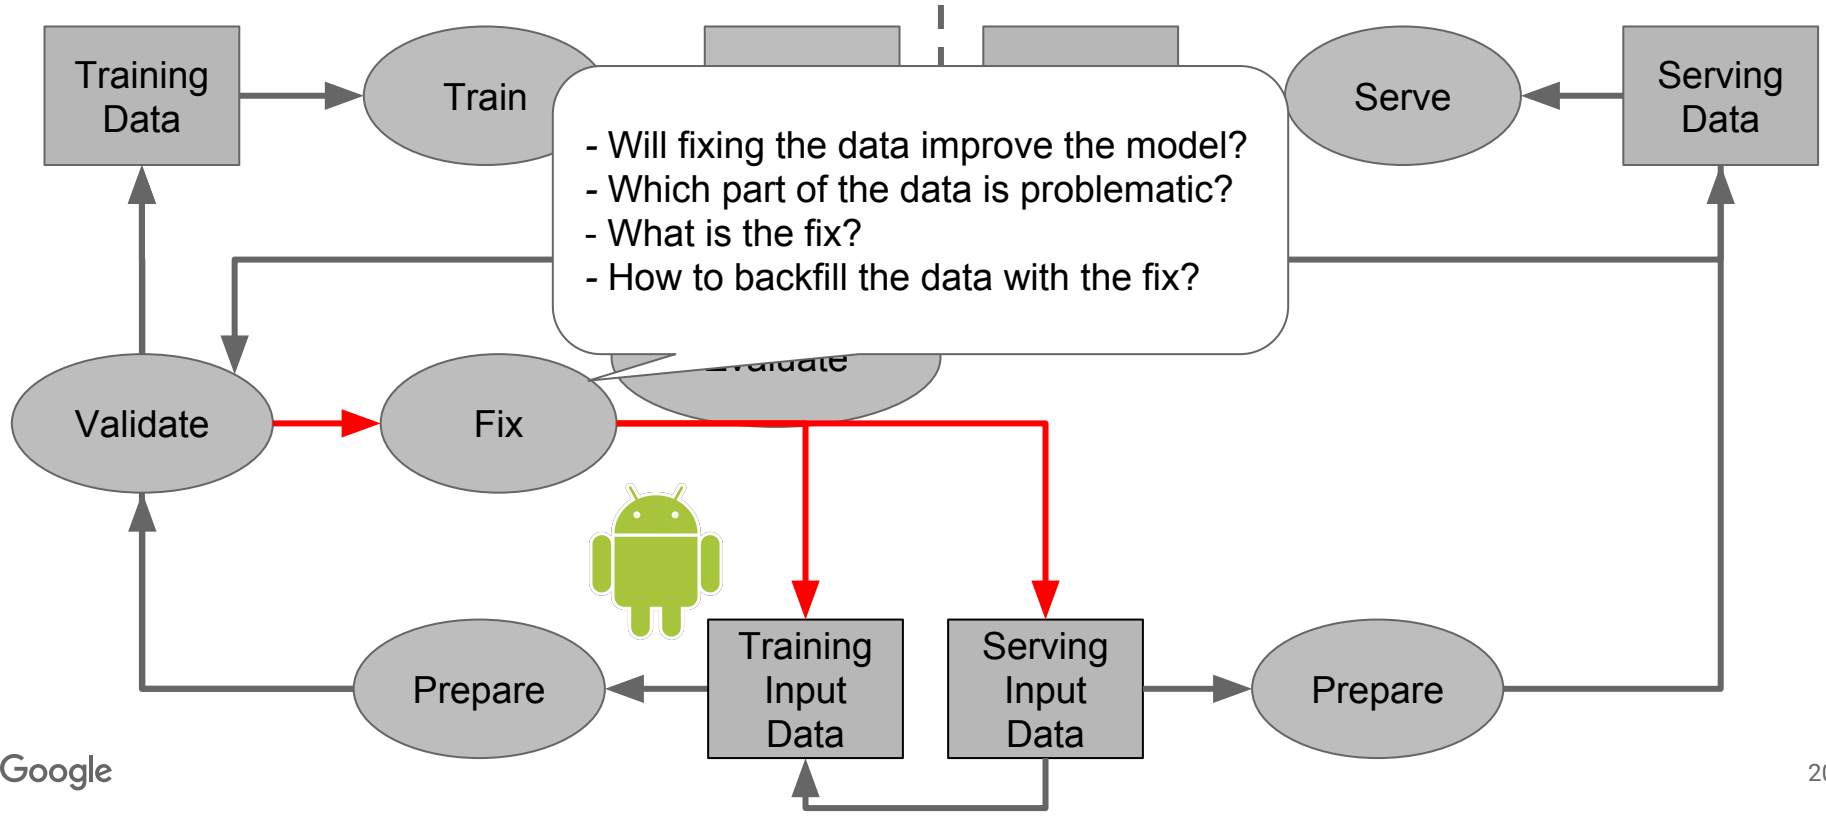 Training
Data
Train
Serve
Serving
Data
- Will fixing the data improve the model?
- Which part of the data is problematic?
- What is the fix?
- How to backfill the data with the fix?
Evaluate
Validate
Fix
Training
Input
Data
Serving
Input
Data
Prepare
Prepare
Google
20